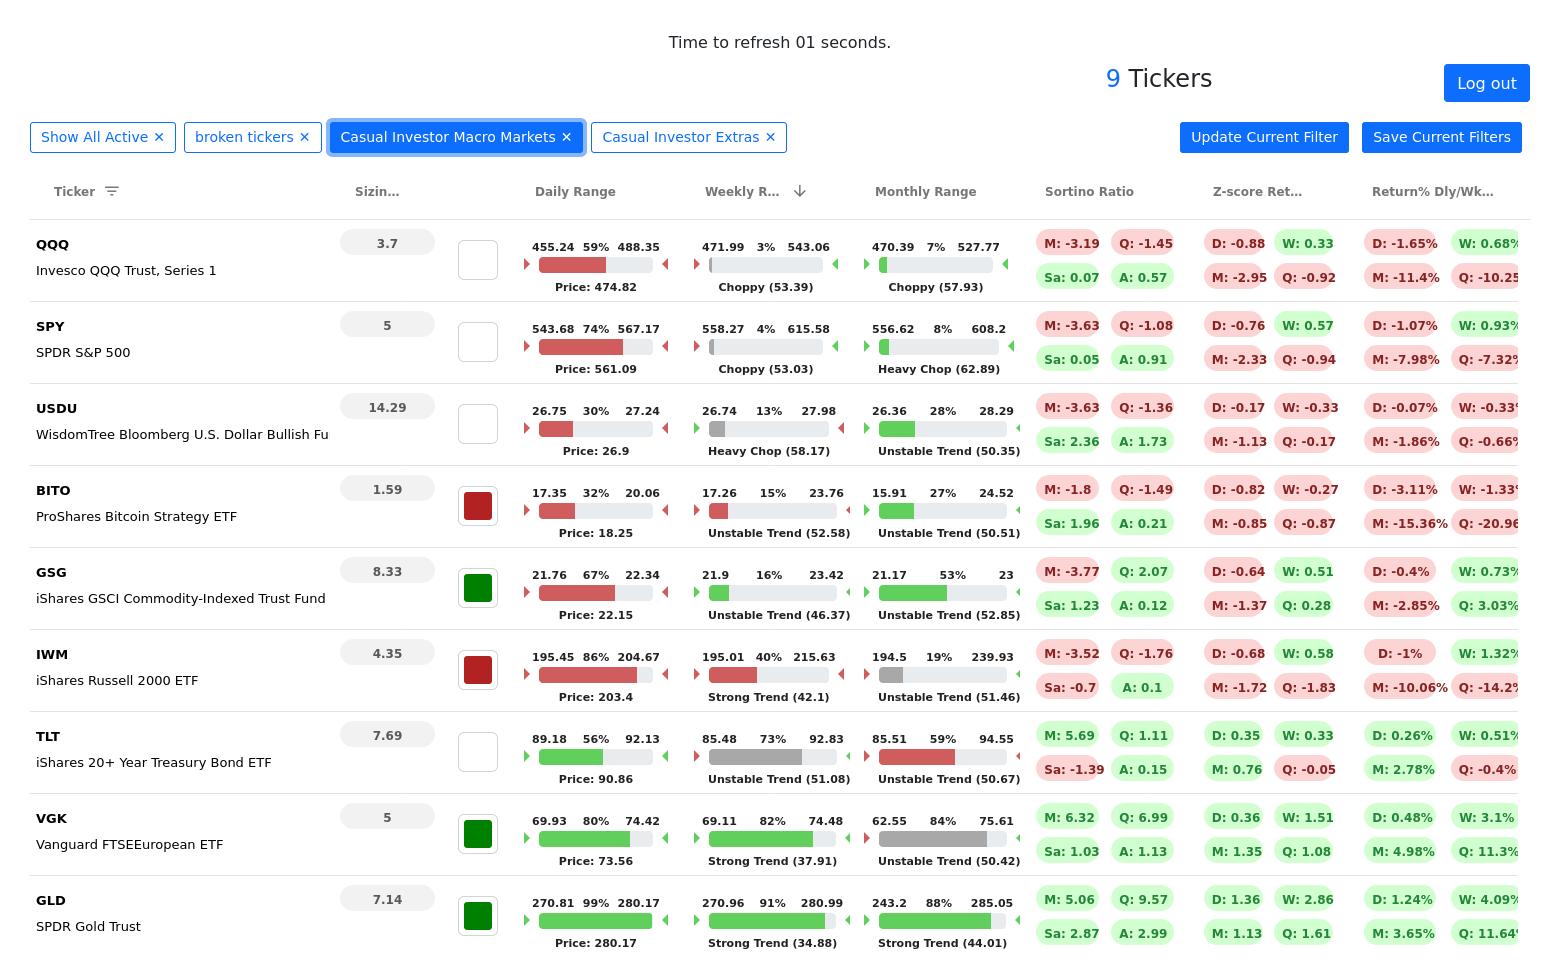 Time to refresh 01 seconds.
9 Tickers
Log out
Show All Active ✕ broken tickers ✕ Casual Investor Macro Markets ✕ Casual Investor Extras ✕ Update Current Filter Save Current Filters
Ticker Sizin… Daily Range Weekly R… Monthly Range Sortino Ratio Z-score Ret… Return% Dly/Wk…
QQQ 3.7 455.24 59% 488.35 471.99 3% 543.06 470.39 7% 527.77 M: -3.19 Q: -1.45 D: -0.88 W: 0.33 D: -1.65% W: 0.68%
Invesco QQQ Trust, Series 1 Price: 474.82 Choppy (53.39) Choppy (57.93) Sa: 0.07 A: 0.57 M: -2.95 Q: -0.92 M: -11.4% Q: -10.25
SPY 5 543.68 74% 567.17 558.27 4% 615.58 556.62 8% 608.2 M: -3.63 Q: -1.08 D: -0.76 W: 0.57 D: -1.07% W: 0.93%
SPDR S&P 500 Price: 561.09 Choppy (53.03) Heavy Chop (62.89) Sa: 0.05 A: 0.91 M: -2.33 Q: -0.94 M: -7.98% Q: -7.32%
USDU 14.29 26.75 30% 27.24 26.74 13% 27.98 26.36 28% 28.29 M: -3.63 Q: -1.36 D: -0.17 W: -0.33 D: -0.07% W: -0.33%
WisdomTree Bloomberg U.S. Dollar Bullish Fu Price: 26.9 Heavy Chop (58.17) Unstable Trend (50.35) Sa: 2.36 A: 1.73 M: -1.13 Q: -0.17 M: -1.86% Q: -0.66%
BITO 1.59 17.35 32% 20.06 17.26 15% 23.76 15.91 27% 24.52 M: -1.8 Q: -1.49 D: -0.82 W: -0.27 D: -3.11% W: -1.33%
ProShares Bitcoin Strategy ETF Price: 18.25 Unstable Trend (52.58) Unstable Trend (50.51) Sa: 1.96 A: 0.21 M: -0.85 Q: -0.87 M: -15.36% Q: -20.96
GSG 8.33 21.76 67% 22.34 21.9 16% 23.42 21.17 53% 23 M: -3.77 Q: 2.07 D: -0.64 W: 0.51 D: -0.4% W: 0.73%
iShares GSCI Commodity-Indexed Trust Fund Price: 22.15 Unstable Trend (46.37) Unstable Trend (52.85) Sa: 1.23 A: 0.12 M: -1.37 Q: 0.28 M: -2.85% Q: 3.03%
IWM 4.35 195.45 86% 204.67 195.01 40% 215.63 194.5 19% 239.93 M: -3.52 Q: -1.76 D: -0.68 W: 0.58 D: -1% W: 1.32%
iShares Russell 2000 ETF Price: 203.4 Strong Trend (42.1) Unstable Trend (51.46) Sa: -0.7 A: 0.1 M: -1.72 Q: -1.83 M: -10.06% Q: -14.2%
TLT 7.69 89.18 56% 92.13 85.48 73% 92.83 85.51 59% 94.55 M: 5.69 Q: 1.11 D: 0.35 W: 0.33 D: 0.26% W: 0.51%
iShares 20+ Year Treasury Bond ETF Price: 90.86 Unstable Trend (51.08) Unstable Trend (50.67) Sa: -1.39 A: 0.15 M: 0.76 Q: -0.05 M: 2.78% Q: -0.4%
VGK 5 69.93 80% 74.42 69.11 82% 74.48 62.55 84% 75.61 M: 6.32 Q: 6.99 D: 0.36 W: 1.51 D: 0.48% W: 3.1%
Vanguard FTSEEuropean ETF Price: 73.56 Strong Trend (37.91) Unstable Trend (50.42) Sa: 1.03 A: 1.13 M: 1.35 Q: 1.08 M: 4.98% Q: 11.3%
GLD 7.14 270.81 99% 280.17 270.96 91% 280.99 243.2 88% 285.05 M: 5.06 Q: 9.57 D: 1.36 W: 2.86 D: 1.24% W: 4.09%
SPDR Gold Trust Price: 280.17 Strong Trend (34.88) Strong Trend (44.01) Sa: 2.87 A: 2.99 M: 1.13 Q: 1.61 M: 3.65% Q: 11.64%